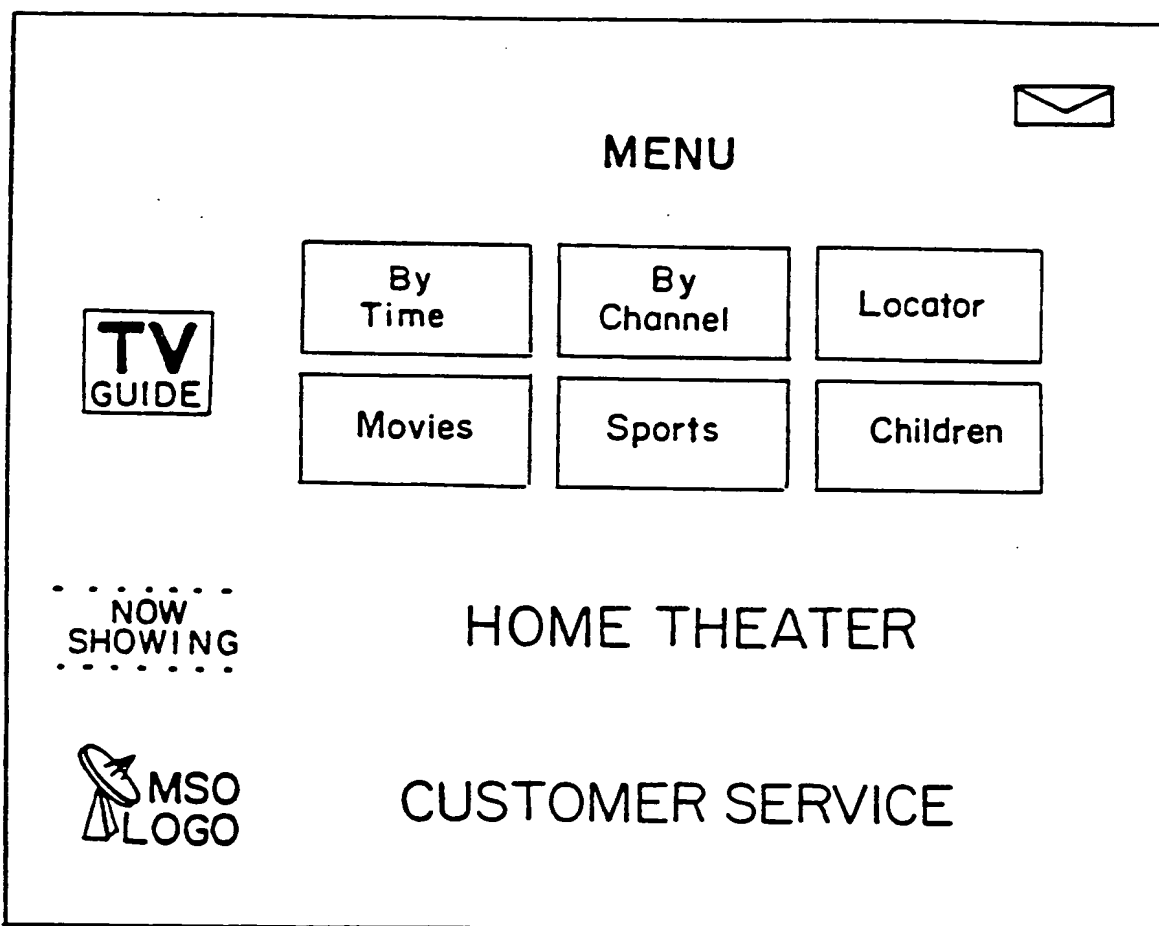 MENU
By
Time
By
Channel
Locator
TV
GUIDE
Movies
Sports
Children
NOW
SHOWING
HOME THEATER
MSO
LOGO
CUSTOMER SERVICE